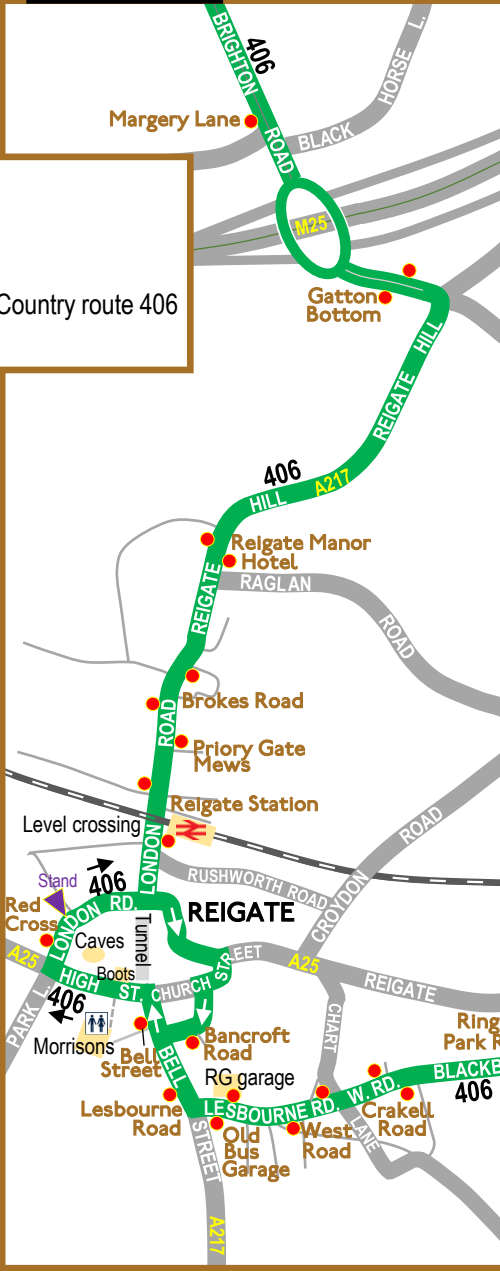 BRIGHTON ROAD
406
Margery Lane
BLACK HORSE L.
M25
Country route 406
Gatton
Bottom
REIGATE HILL
A217
406
HILL
Reigate Manor
Hotel
REIGATE
RAGLAN ROAD
ROAD
Brokes Road
Priory Gate
Mews
Reigate Station
Level crossing
LONDON
RUSHWORTH ROAD
CROYDON ROAD
Stand
406
REIGATE
Red
Cross
LONDON RD.
Tunnel
Caves
A25
STREET
A25
REIGATE
Boots
HIGH ST.
CHURCH
PARK L.
406
Morrisons
Bell
Street
BELL
Bancroft
Road
CHART
LANE
Ring
Park R
RG garage
BLACKB
406
W. RD.
LESBOURNE RD.
Lesbourne
Road
Crakell
Road
West
Road
Old
Bus
Garage
STREET
A217